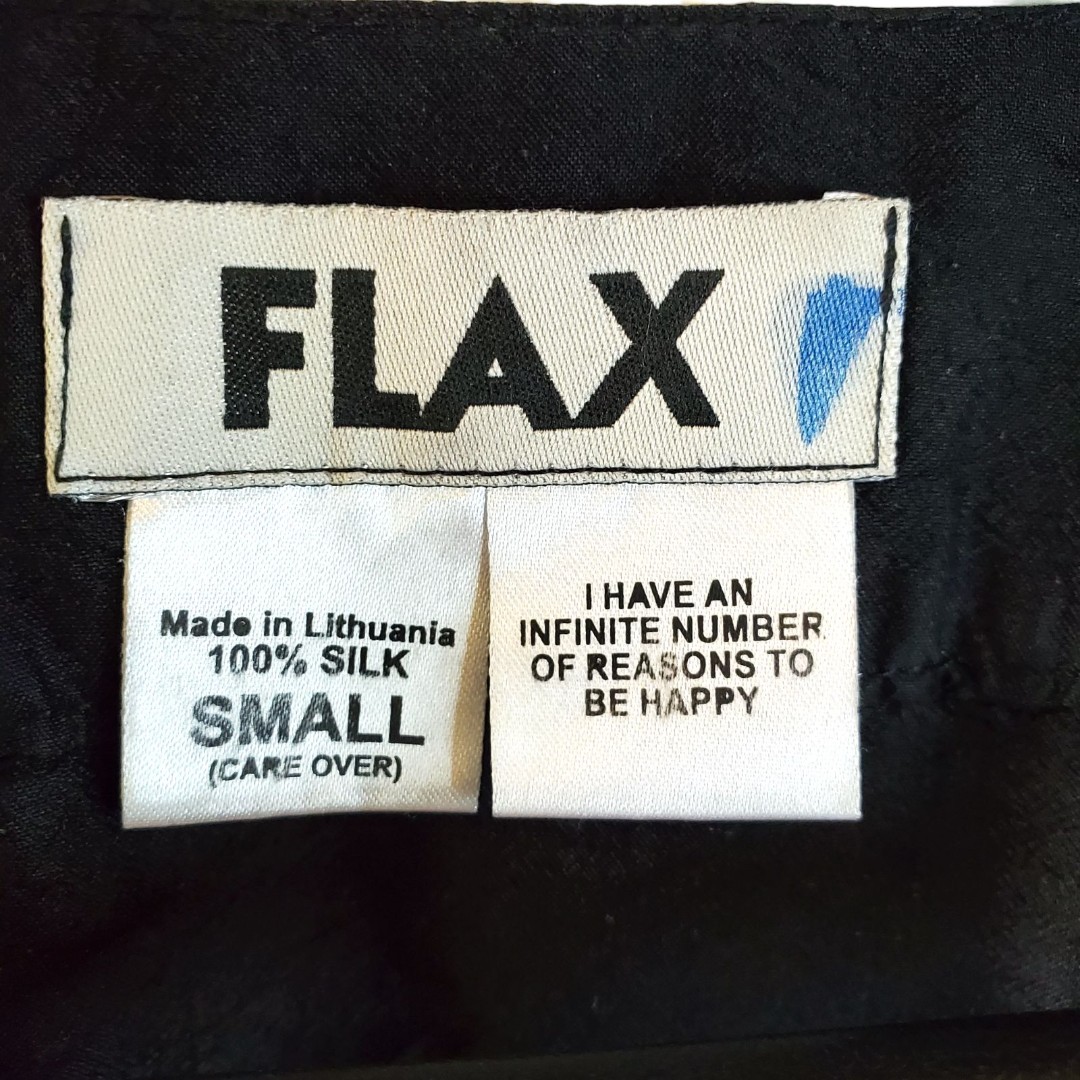 FLAX
Made in Lithuania
100% SILK
SMALL
(CARE OVER)
I HAVE AN
INFINITE NUMBER
OF REASONS TO
BE HAPPY